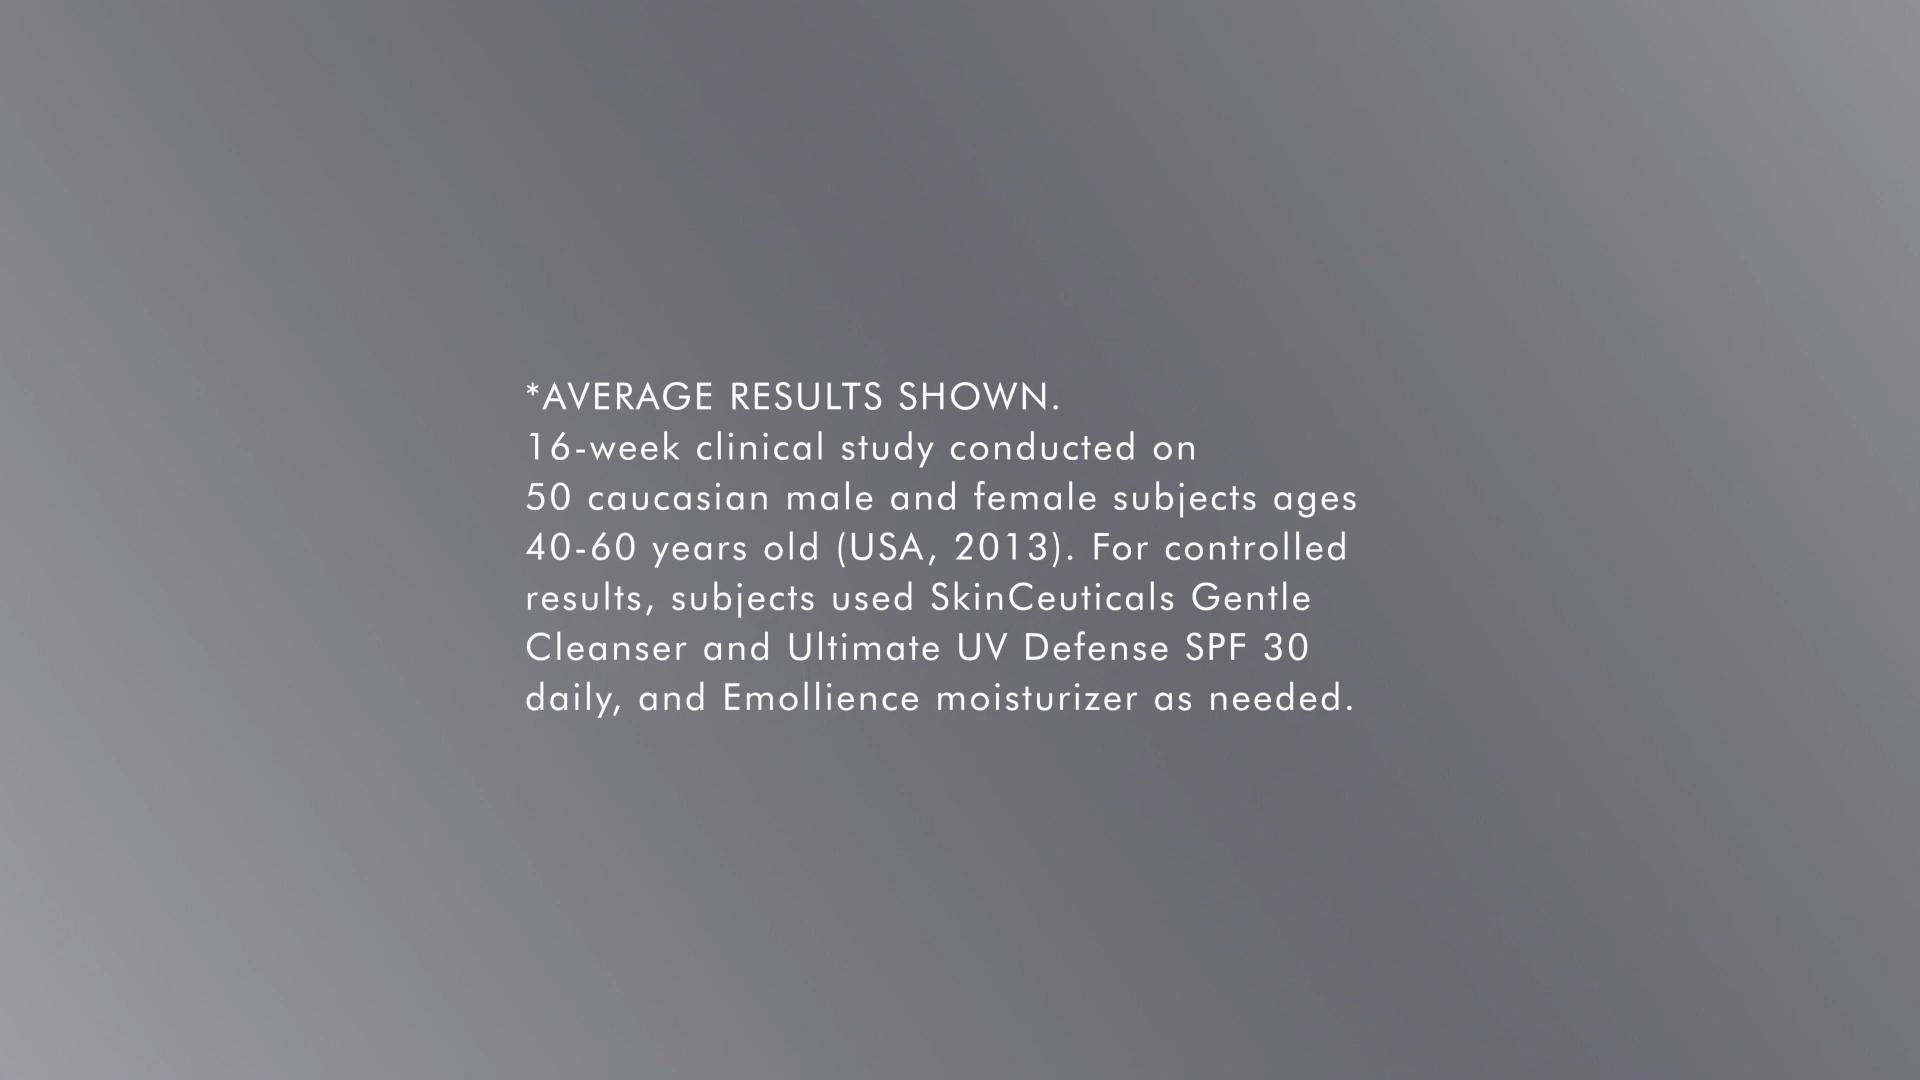 *AVERAGE RESULTS SHOWN.
16-week clinical study conducted on
50 caucasian male and female subjects ages
40-60 years old (USA, 2013). For controlled
results, subjects used SkinCeuticals Gentle
Cleanser and Ultimate UV Defense SPF 30
daily, and Emollience moisturizer as needed.